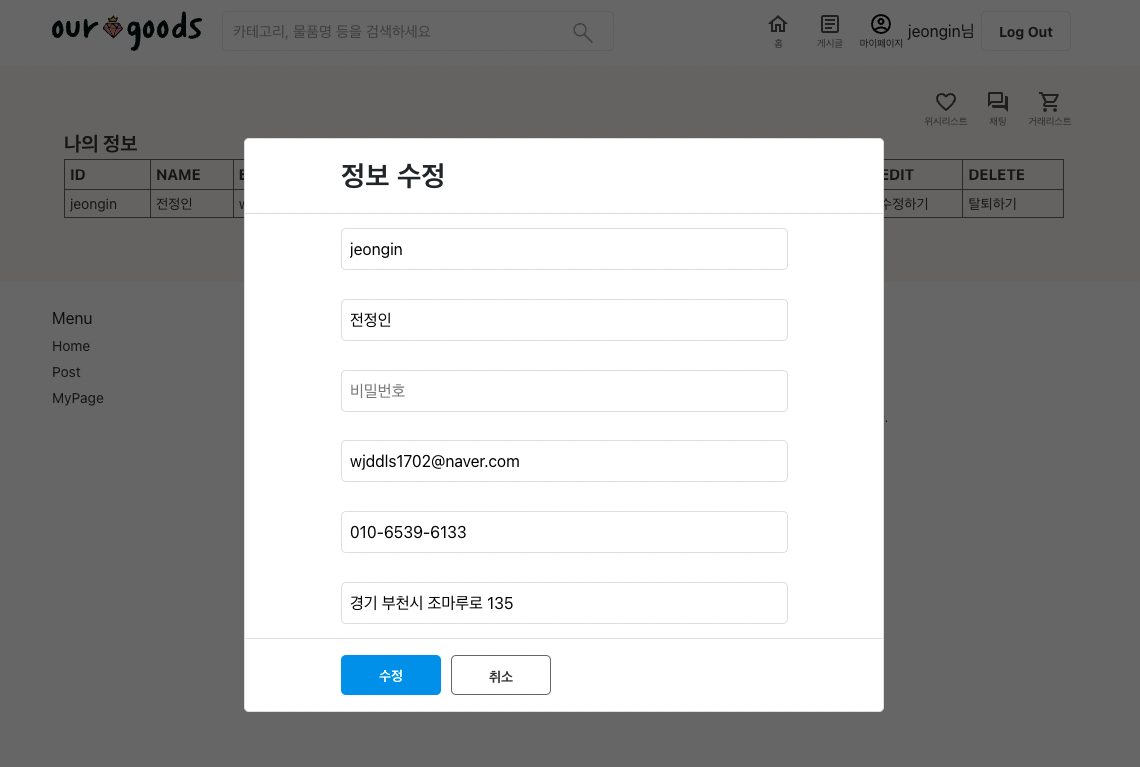 our goods
카테고리, 물품명 등을 검색하세요
홈
게시글
마이페이지
jeongin님
Log Out
위시리스트
채팅
거래리스트
나의 정보
ID NAME EDIT DELETE
jeongin 전정인 수정하기 탈퇴하기
정보 수정
jeongin
전정인
비밀번호
wjddls1702@naver.com
010-6539-6133
경기 부천시 조마루로 135
수정
취소
Menu
Home
Post
MyPage